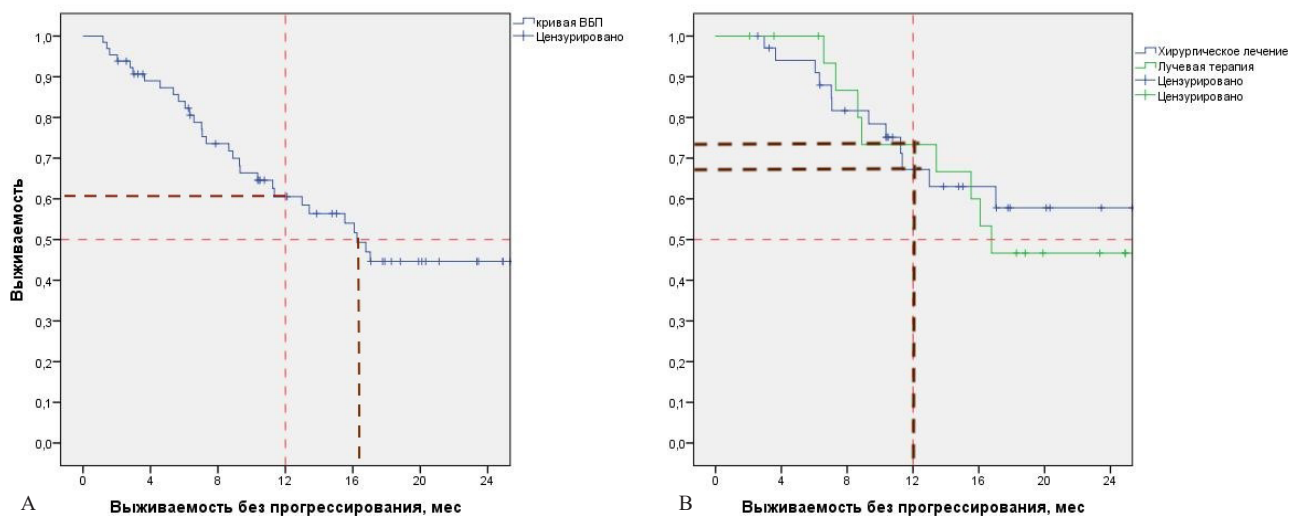 кривая ВБП
Цензурировано
1,0
0,9
0,8
0,7
0,6
0,5
0,4
0,3
0,2
0,1
0,0
Выживаемость
0 4 8 12 16 20 24
А Выживаемость без прогрессирования, мес
Хирургическое лечение
Лучевая терапия
Цензурировано
Цензурировано
1,0
0,9
0,8
0,7
0,6
0,5
0,4
0,3
0,2
0,1
0,0
0 4 8 12 16 20 24
В Выживаемость без прогрессирования, мес